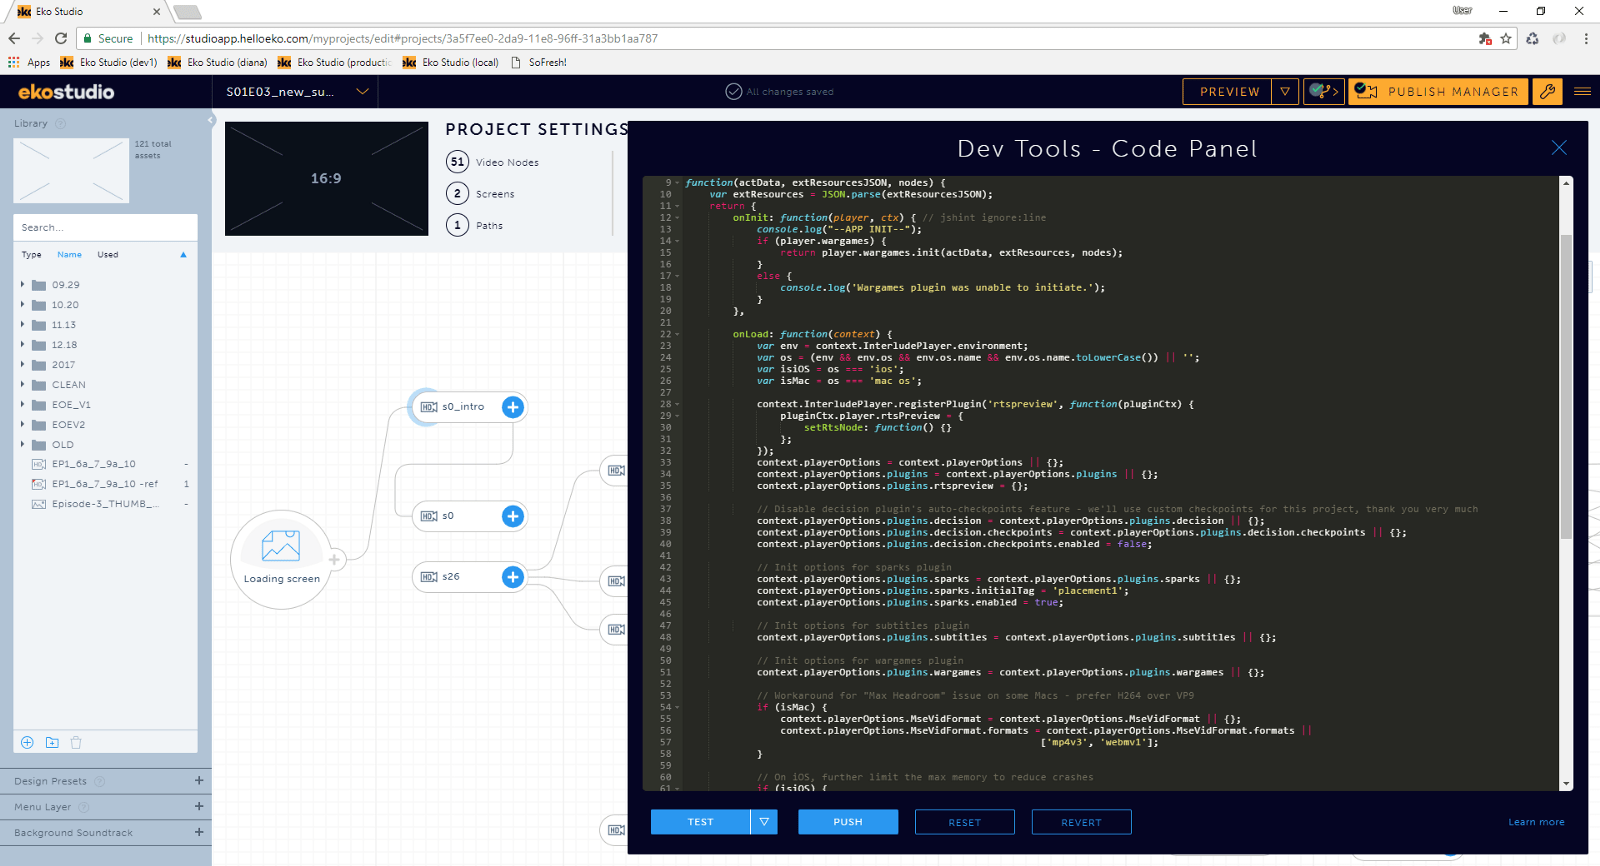 Eko Studio
User
Secure
https://studioapp.helloeko.com/myprojects/edit#projects/3a5f7ee0-2da9-11e8-96ff-31a3bb1aa787
Apps
Eko Studio (dev1)
Eko Studio (diana)
Eko Studio (productic
Eko Studio (local)
SoFresh!
ekostudio
S01E03_new_su...
All changes saved
PREVIEW
PUBLISH MANAGER
Library
121 total
assets
Search...
Type Name Used
09.29
10.20
11.13
12.18
2017
CLEAN
EOE_V1
EOEV2
OLD
EP1_6a_7_9a_10 -
EP1_6a_7_9a_10 -ref 1
Episode-3_THUMB_... -
Design Presets
Menu Layer
Background Soundtrack
16:9
PROJECT SETTINGS
51 Video Nodes
2 Screens
1 Paths
HD s0_intro
HD s0
HD s26
Loading screen
HD
HD
HD
HD
Dev Tools - Code Panel
9 function(actData, extResourcesJSON, nodes) {
10 var extResources = JSON.parse(extResourcesJSON);
11 return {
12 onInit: function(player, ctx) { // jshint ignore:line
13 console.log("--APP INIT--");
14 if (player.wargames) {
15 return player.wargames.init(actData, extResources, nodes);
16 }
17 else {
18 console.log('Wargames plugin was unable to initiate.');
19 }
20 },
21
22 onLoad: function(context) {
23 var env = context.InterludePlayer.environment;
24 var os = (env && env.os && env.os.name && env.os.name.toLowerCase()) || '';
25 var isiOS = os === 'ios';
26 var isMac = os === 'mac os';
27
28 context.InterludePlayer.registerPlugin('rtspreview', function(pluginCtx) {
29 pluginCtx.player.rtsPreview = {
30 setRtsNode: function() {}
31 };
32 });
33 context.playerOptions = context.playerOptions || {};
34 context.playerOptions.plugins = context.playerOptions.plugins || {};
35 context.playerOptions.plugins.rtspreview = {};
36
37 // Disable decision plugin's auto-checkpoints feature - we'll use custom checkpoints for this project, thank you very much
38 context.playerOptions.plugins.decision = context.playerOptions.plugins.decision || {};
39 context.playerOptions.plugins.decision.checkpoints = context.playerOptions.plugins.decision.checkpoints || {};
40 context.playerOptions.plugins.decision.checkpoints.enabled = false;
41
42 // Init options for sparks plugin
43 context.playerOptions.plugins.sparks = context.playerOptions.plugins.sparks || {};
44 context.playerOptions.plugins.sparks.initialTag = 'placement1';
45 context.playerOptions.plugins.sparks.enabled = true;
46
47 // Init options for subtitles plugin
48 context.playerOptions.plugins.subtitles = context.playerOptions.plugins.subtitles || {};
49
50 // Init options for wargames plugin
51 context.playerOptions.plugins.wargames = context.playerOptions.plugins.wargames || {};
52
53 // Workaround for "Max Headroom" issue on some Macs - prefer H264 over VP9
54 if (isMac) {
55 context.playerOptions.MseVidFormat = context.playerOptions.MseVidFormat || {};
56 context.playerOptions.MseVidFormat.formats = context.playerOptions.MseVidFormat.formats ||
57 ['mp4v3', 'webmv1'];
58 }
59
60 // On iOS, further limit the max memory to reduce crashes
61 if (isiOS) {
TEST
PUSH
RESET
REVERT
Learn more